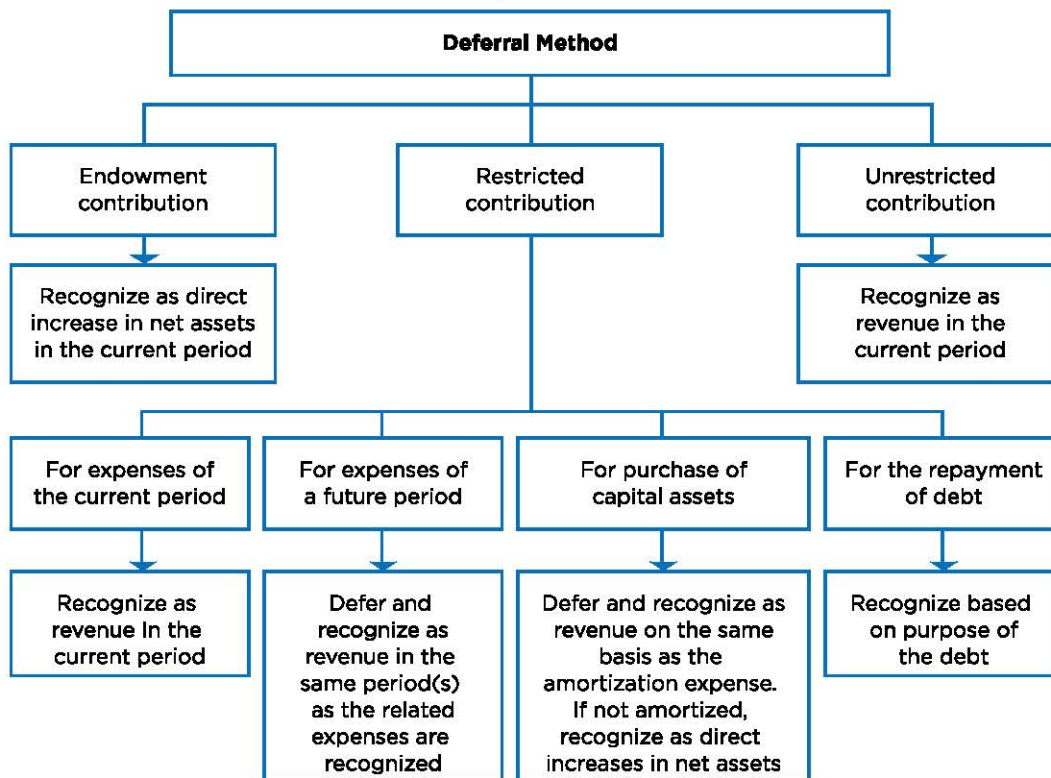 Deferral Method
Endowment
contribution
Restricted
contribution
Unrestricted
contribution
Recognize as direct
increase in net assets
in the current period
Recognize as
revenue in the
current period
For expenses of
the current period
For expenses of
a future period
For purchase of
capital assets
For the repayment
of debt
Recognize as
revenue In the
current period
Defer and
recognize as
revenue in the
same period(s)
as the related
expenses are
recognized
Defer and recognize as
revenue on the same
basis as the
amortization expense.
If not amortized,
recognize as direct
increases in net assets
Recognize based
on purpose of
the debt